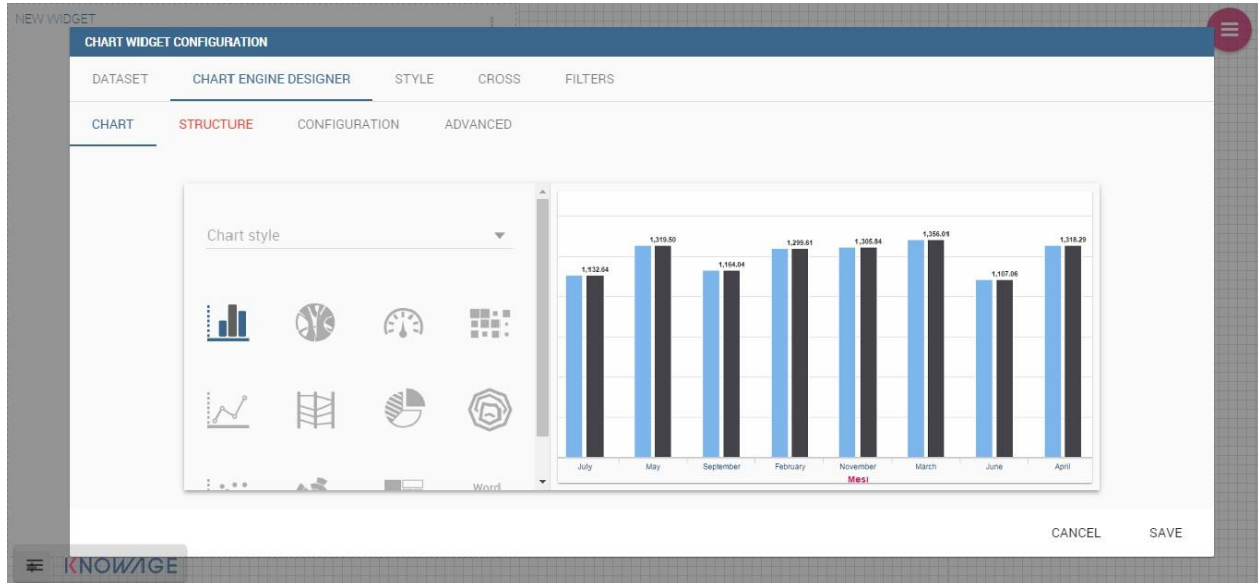 NEW WIDGET
CHART WIDGET CONFIGURATION
DATASET CHART ENGINE DESIGNER STYLE CROSS FILTERS
CHART STRUCTURE CONFIGURATION ADVANCED
Chart style
1,132.64 1,319.50 1,164.04 1,299.61 1,305.84 1,356.01 1,107.06 1,318.29
July May September February November March June April
Mesi
Word
CANCEL SAVE
KNOWAGE